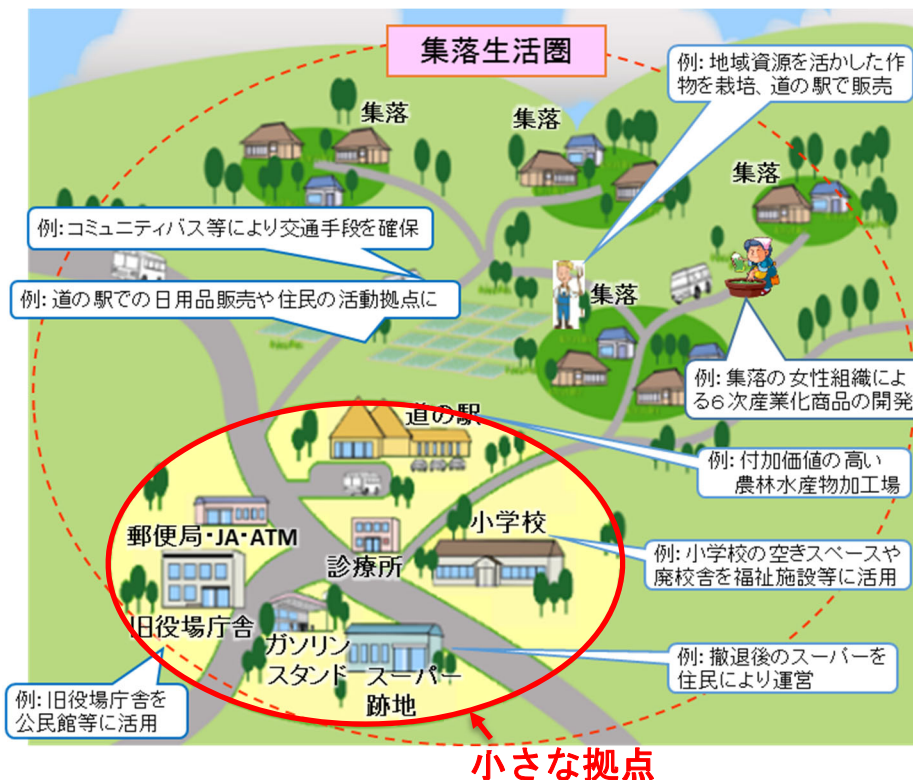 集落生活圏
例:地域資源を活かした作
物を栽培、道の駅で販売
集落
集落
集落
例:コミュニティバス等により交通手段を確保
例:道の駅での日用品販売や住民の活動拠点に
集落
例:集落の女性組織によ
る6次産業化商品の開発
道の駅
例:付加価値の高い
農林水産物加工場
郵便局・JA・ATM
診療所
小学校
例:小学校の空きスペースや
廃校舎を福祉施設等に活用
旧役場庁舎
ガソリン
スタンド
スーパー
跡地
例:撤退後のスーパーを
住民により運営
例:旧役場庁舎を
公民館等に活用
小さな拠点